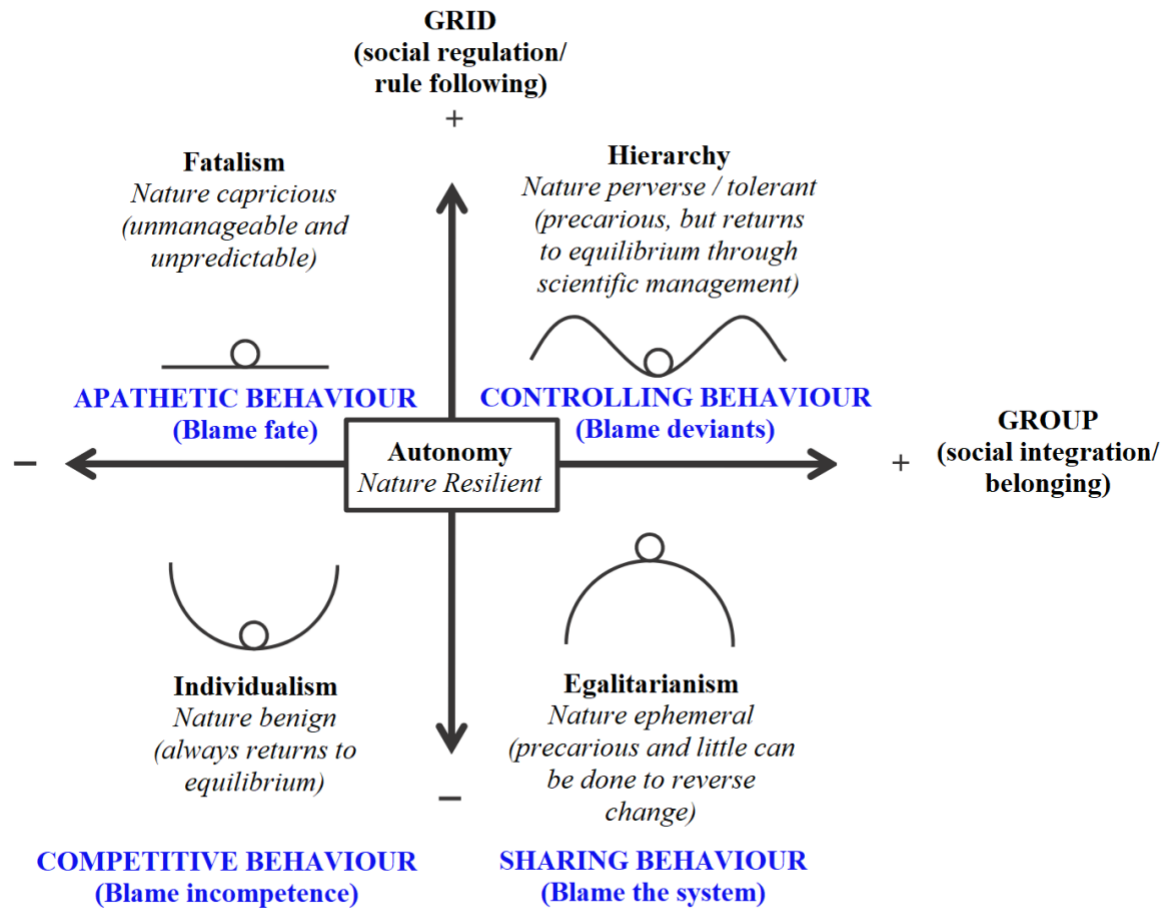 GRID
(social regulation/
rule following)
+
Fatalism
Nature capricious
(unmanageable and
unpredictable)
Hierarchy
Nature perverse / tolerant
(precarious, but returns
to equilibrium through
scientific management)
APATHETIC BEHAVIOUR
(Blame fate)
CONTROLLING BEHAVIOUR
(Blame deviants)
−
Autonomy
Nature Resilient
+
GROUP
(social integration/
belonging)
Individualism
Nature benign
(always returns to
equilibrium)
Egalitarianism
Nature ephemeral
(precarious and little can
be done to reverse
change)
−
COMPETITIVE BEHAVIOUR
(Blame incompetence)
SHARING BEHAVIOUR
(Blame the system)